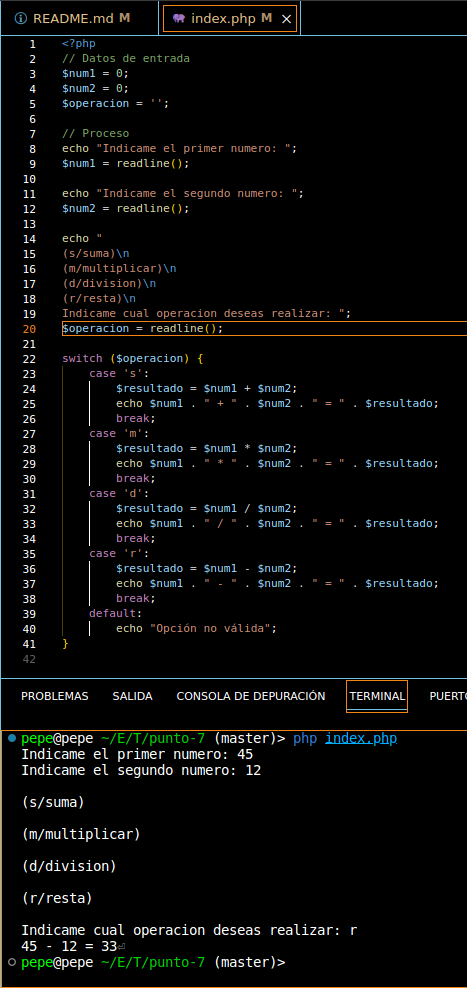 README.md M index.php M
1 <?php
2 // Datos de entrada
3 $num1 = 0;
4 $num2 = 0;
5 $operacion = '';
6
7 // Proceso
8 echo "Indicame el primer numero: ";
9 $num1 = readline();
10
11 echo "Indicame el segundo numero: ";
12 $num2 = readline();
13
14 echo "
15 (s/suma)\n
16 (m/multiplicar)\n
17 (d/division)\n
18 (r/resta)\n
19 Indicame cual operacion deseas realizar: ";
20 $operacion = readline();
21
22 switch ($operacion) {
23 case 's':
24 $resultado = $num1 + $num2;
25 echo $num1 . " + " . $num2 . " = " . $resultado;
26 break;
27 case 'm':
28 $resultado = $num1 * $num2;
29 echo $num1 . " * " . $num2 . " = " . $resultado;
30 break;
31 case 'd':
32 $resultado = $num1 / $num2;
33 echo $num1 . " / " . $num2 . " = " . $resultado;
34 break;
35 case 'r':
36 $resultado = $num1 - $num2;
37 echo $num1 . " - " . $num2 . " = " . $resultado;
38 break;
39 default:
40 echo "Opción no válida";
41 }
42
PROBLEMAS SALIDA CONSOLA DE DEPURACIÓN TERMINAL PUERTO
pepe@pepe ~/E/T/punto-7 (master)> php index.php
Indicame el primer numero: 45
Indicame el segundo numero: 12
(s/suma)
(m/multiplicar)
(d/division)
(r/resta)
Indicame cual operacion deseas realizar: r
45 - 12 = 33⏎
pepe@pepe ~/E/T/punto-7 (master)>